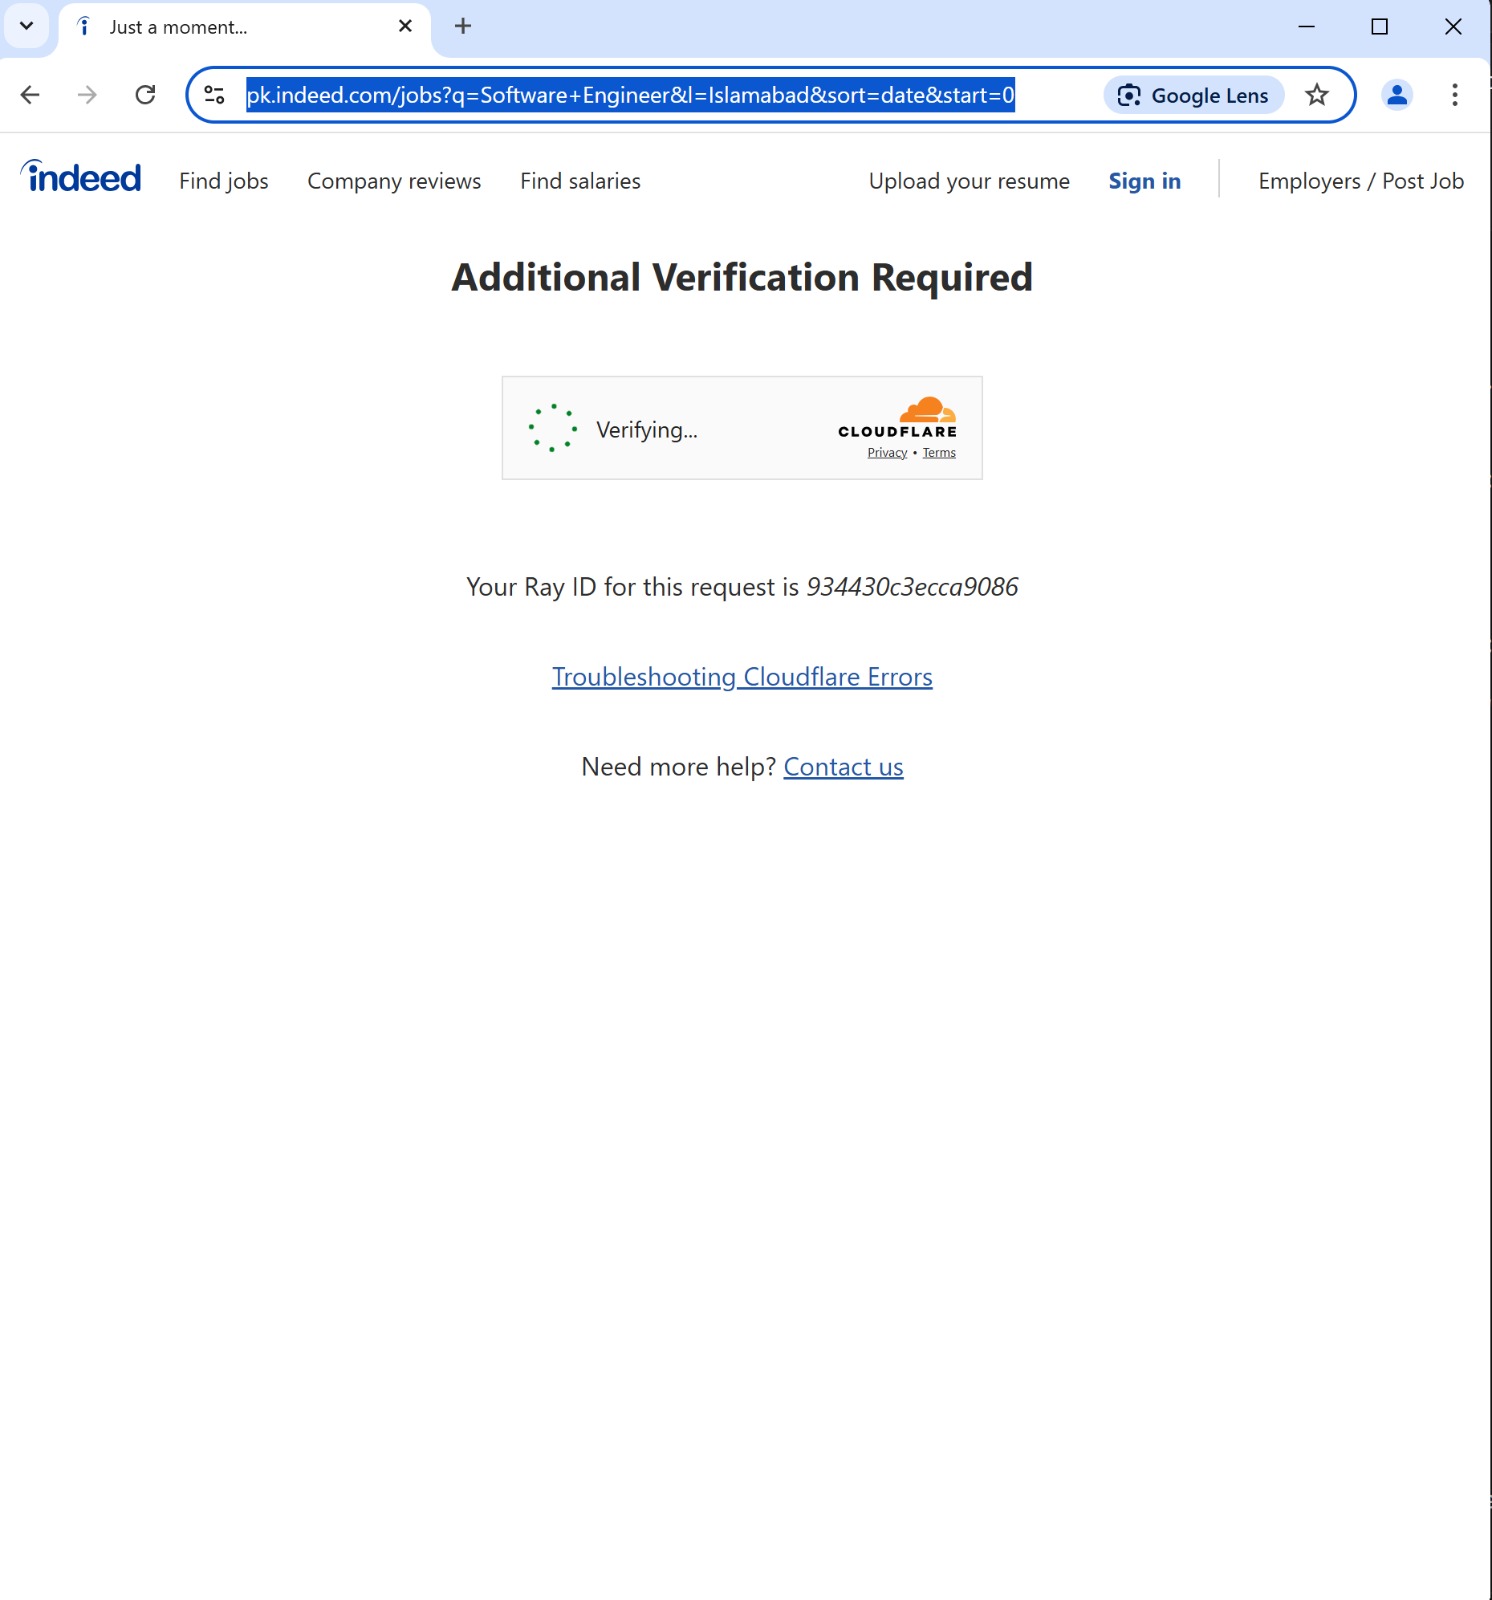 Just a moment...
pk.indeed.com/jobs?q=Software+Engineer&l=Islamabad&sort=date&start=0
Google Lens
indeed
Find jobs
Company reviews
Find salaries
Upload your resume
Sign in
Employers / Post Job
Additional Verification Required
Verifying...
CLOUDFLARE
Privacy • Terms
Your Ray ID for this request is 934430c3ecca9086
Troubleshooting Cloudflare Errors
Need more help? Contact us